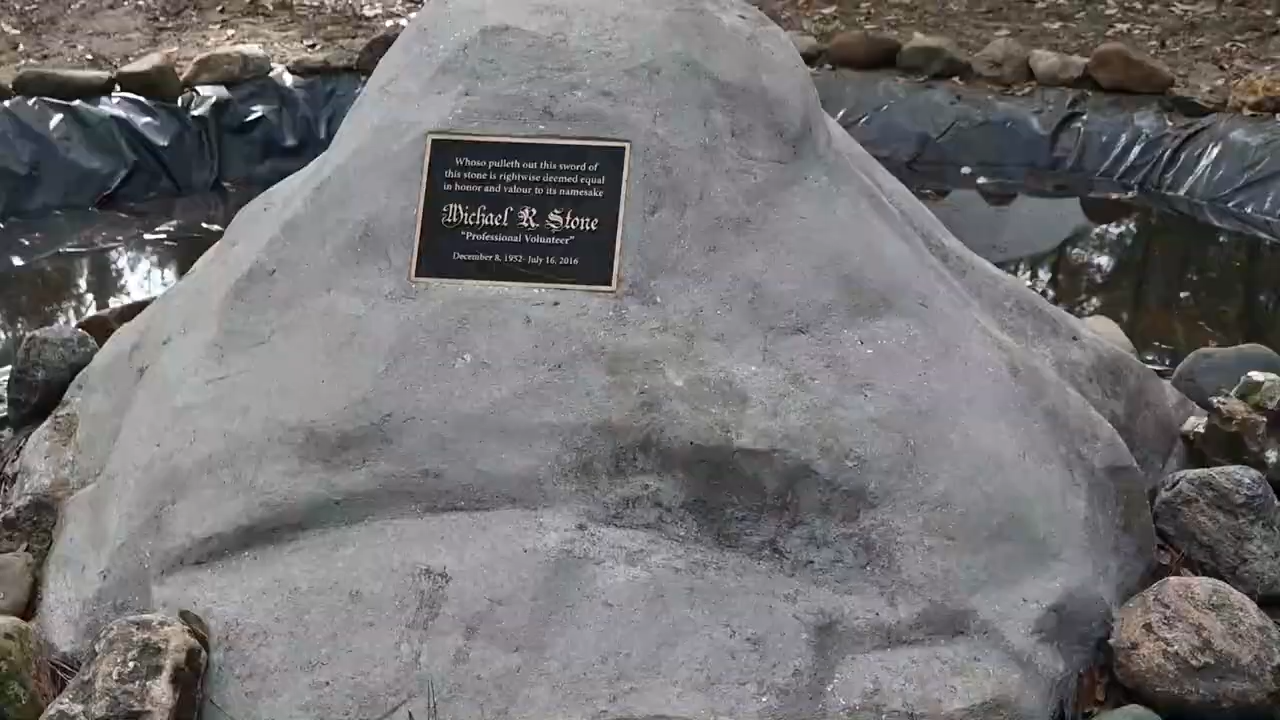 Whoso pulleth out this sword of
this stone is rightwise deemed equal
in honor and valour to its namesake
Michael R. Stone
"Professional Volunteer"
December 8, 1952- July 16, 2016